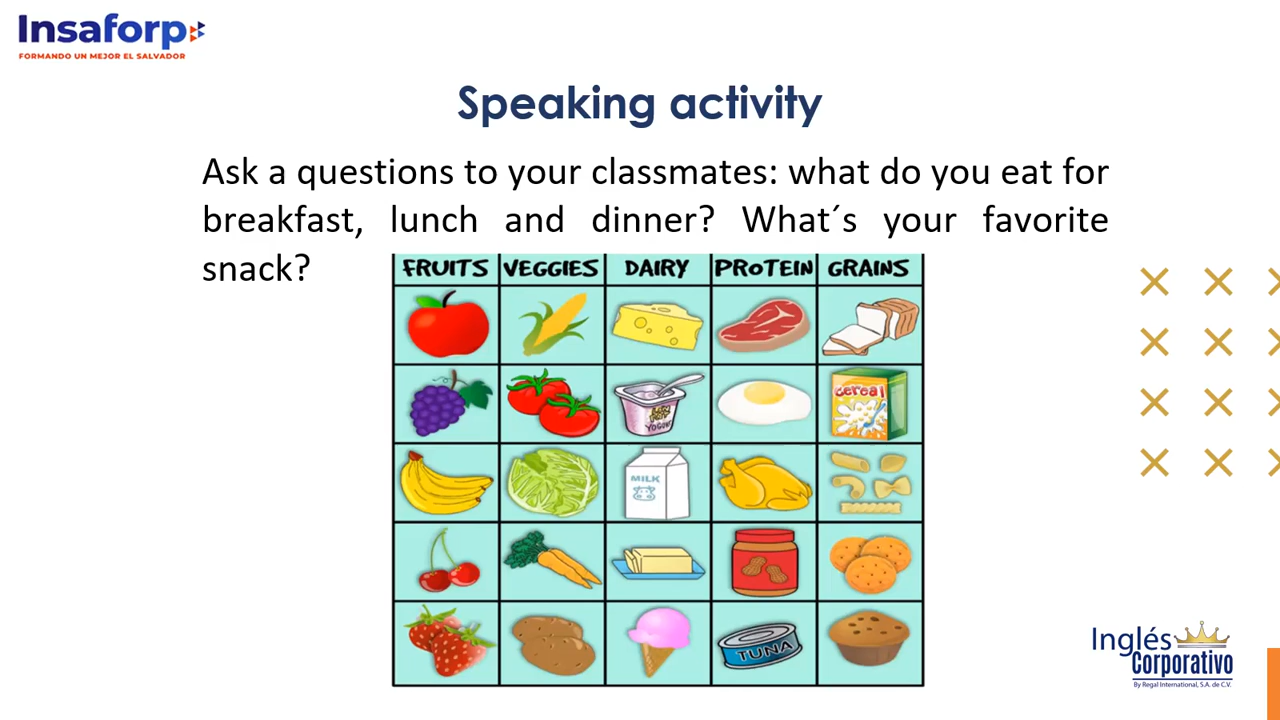 Insaforp
FORMANDO UN MEJOR EL SALVADOR
Speaking activity
Ask a questions to your classmates: what do you eat for
breakfast, lunch and dinner? What´s your favorite
snack?
FRUITS VEGGIES DAIRY PROTEIN GRAINS
cereal
YOGURT
MILK
TUNA
Inglés
Corporativo
By Regal International, S.A. de C.V.